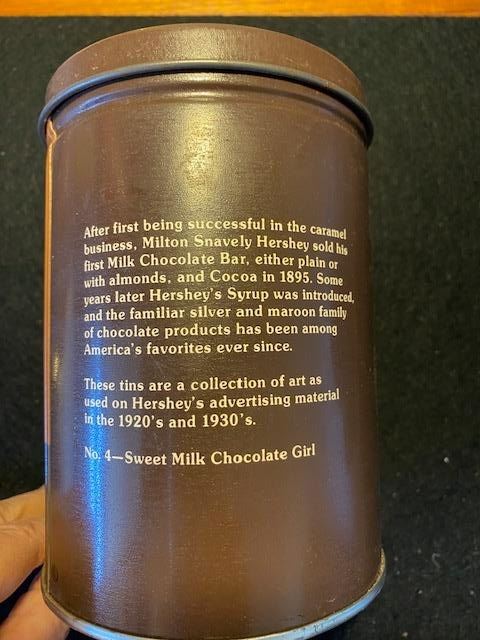 After first being successful in the caramel
business, Milton Snavely Hershey sold his
first Milk Chocolate Bar, either plain or
with almonds, and Cocoa in 1895. Some
years later Hershey's Syrup was introduced,
and the familiar silver and maroon family
of chocolate products has been among
America's favorites ever since.
These tins are a collection of art as
used on Hershey's advertising material
in the 1920's and 1930's.
No. 4—Sweet Milk Chocolate Girl